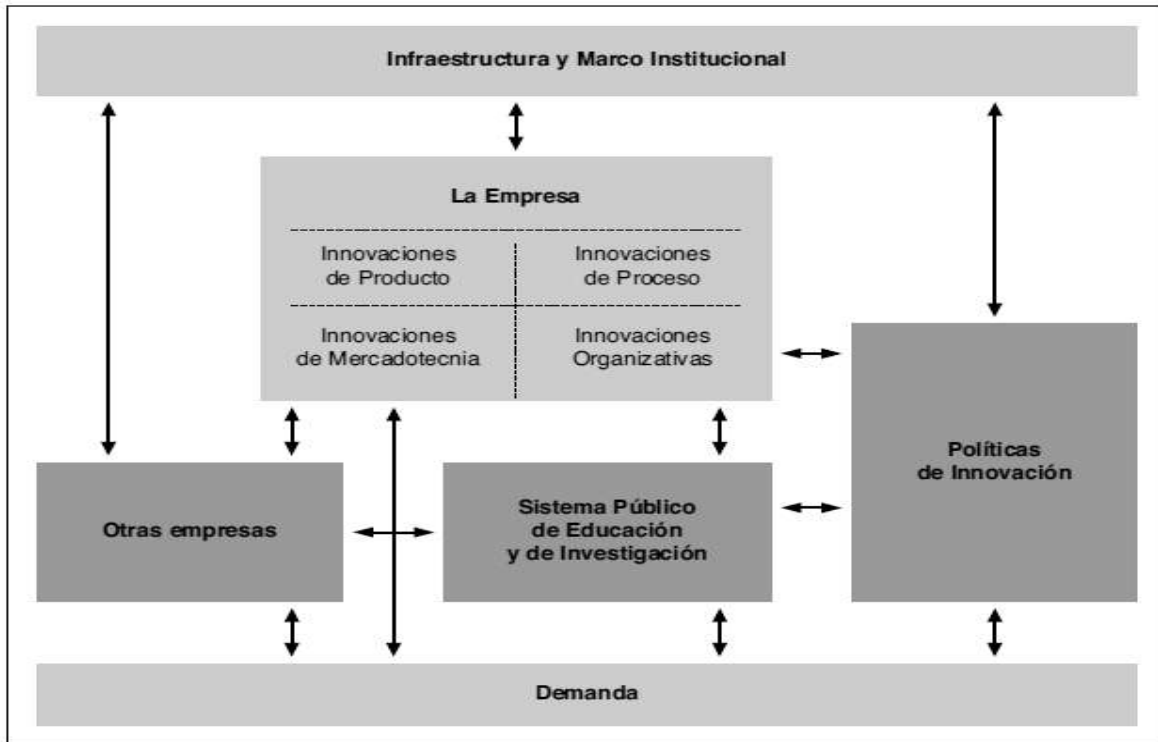 Infraestructura y Marco Institucional
La Empresa
Innovaciones
de Producto
Innovaciones
de Proceso
Innovaciones
de Mercadotecnia
Innovaciones
Organizativas
Políticas
de Innovación
Otras empresas
Sistema Público
de Educación
y de Investigación
Demanda